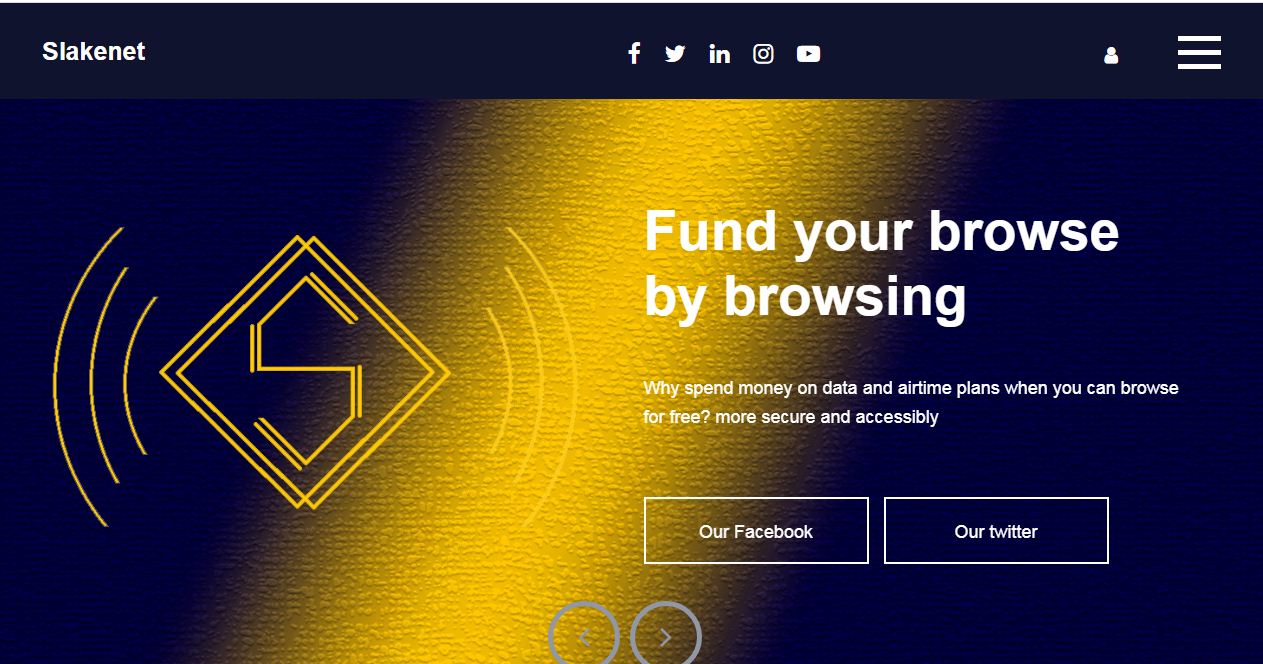 Slakenet
Fund your browse
by browsing
Why spend money on data and airtime plans when you can browse
for free? more secure and accessibly
Our Facebook
Our twitter